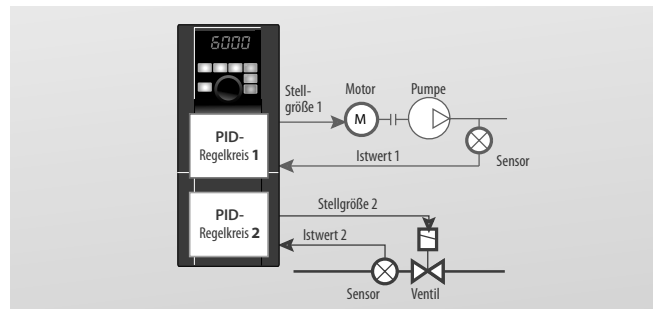 6000
Stell-
größe 1
Motor
Pumpe
M
PID-
Regelkreis 1
Istwert 1
Sensor
PID-
Regelkreis 2
Stellgröße 2
Istwert 2
Sensor
Ventil